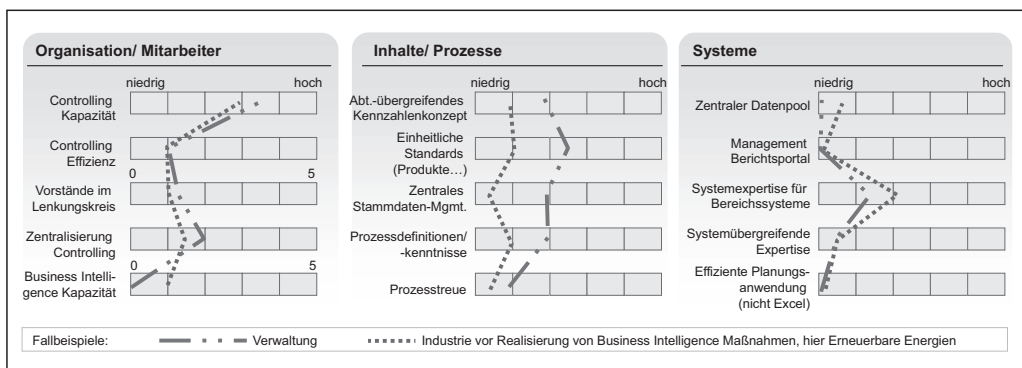 Organisation/ Mitarbeiter
niedrig hoch
Controlling
Kapazität
Controlling
Effizienz
0 5
Vorstände im
Lenkungskreis
Zentralisierung
Controlling
0 5
Business Intelli-
gence Kapazität
Inhalte/ Prozesse
niedrig hoch
Abt.-übergreifendes
Kennzahlenkonzept
Einheitliche
Standards
(Produkte…)
Zentrales
Stammdaten-Mgmt.
Prozessdefinitionen/
-kenntnisse
Prozesstreue
Systeme
niedrig hoch
Zentraler Datenpool
Management
Berichtsportal
Systemexpertise für
Bereichssysteme
Systemübergreifende
Expertise
Effiziente Planungs-
anwendung
(nicht Excel)
Fallbeispiele: Verwaltung Industrie vor Realisierung von Business Intelligence Maßnahmen, hier Erneuerbare Energien